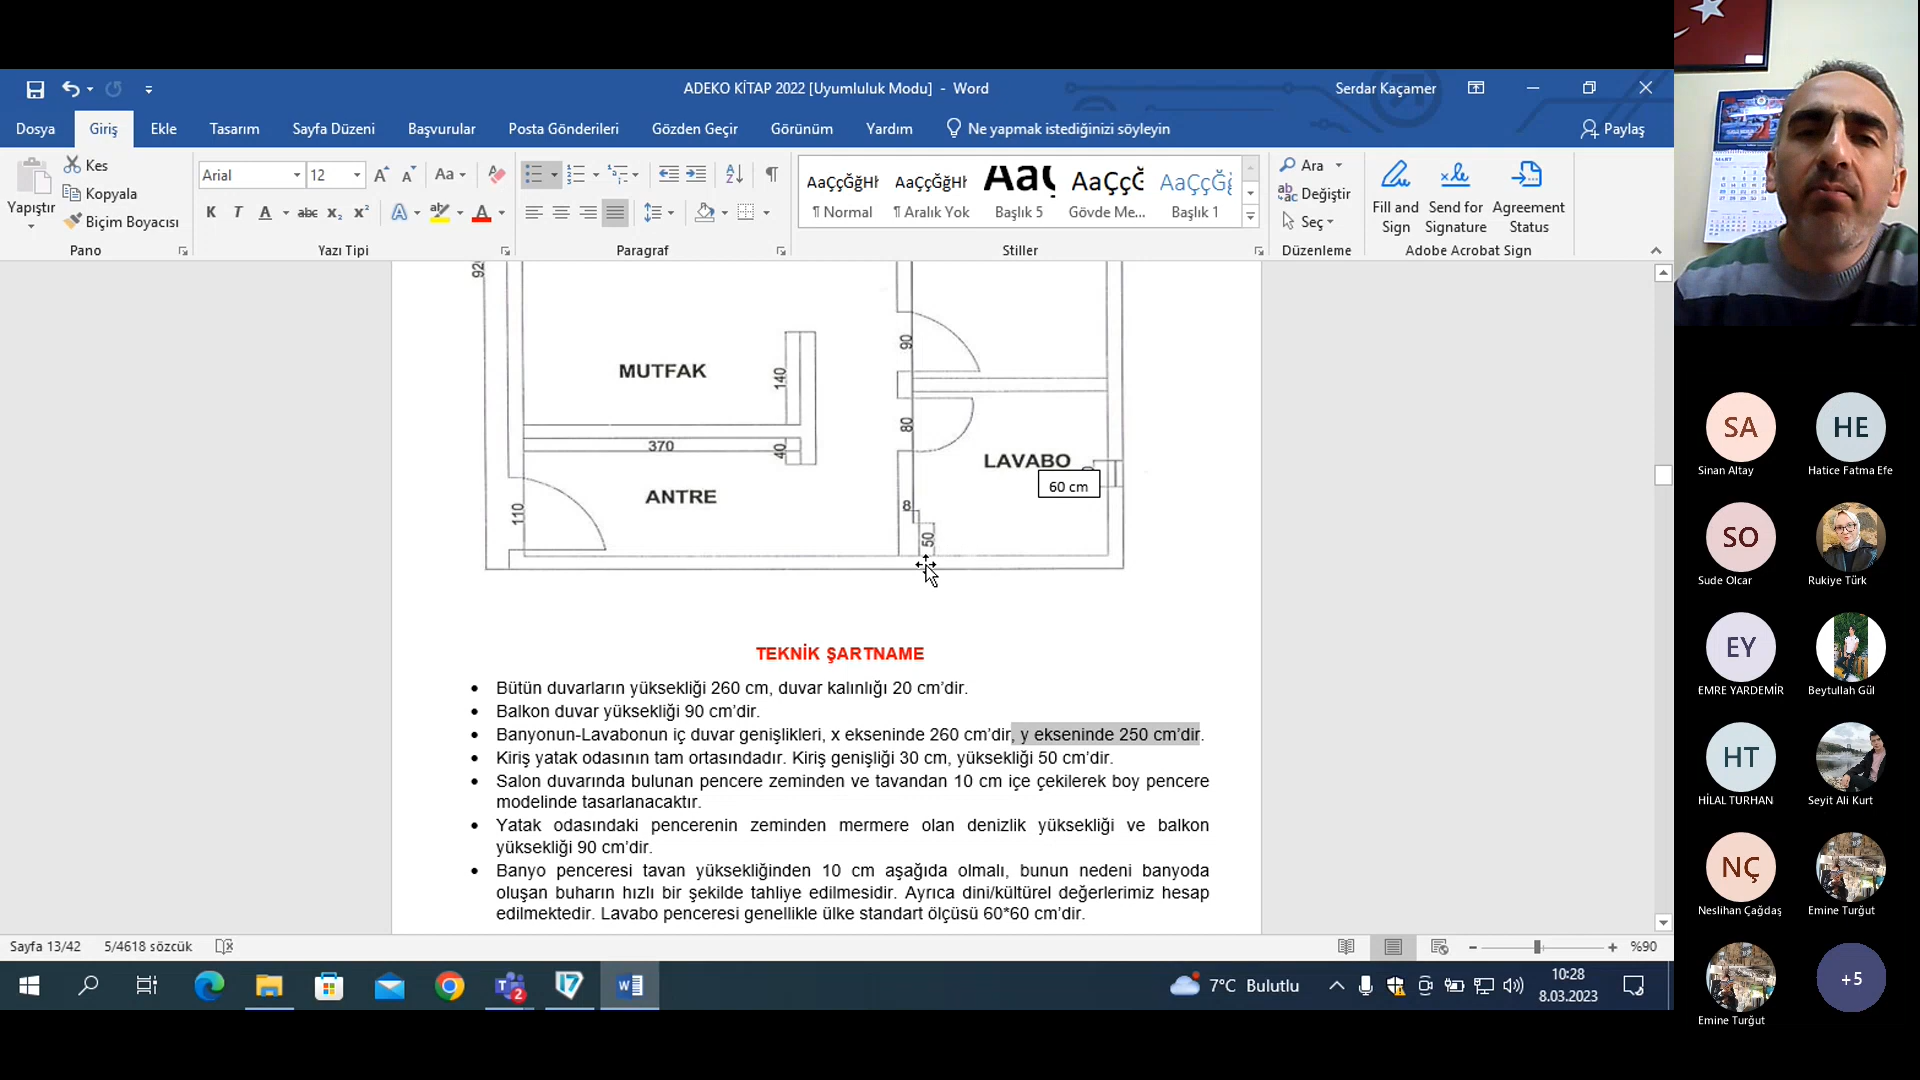 ADEKO KİTAP 2022 [Uyumluluk Modu] - Word
Serdar Kaçamer
Dosya Giriş Ekle Tasarım Sayfa Düzeni Başvurular Posta Gönderileri Gözden Geçir Görünüm Yardım Ne yapmak istediğinizi söyleyin Paylaş
Yapıştır
Kes
Kopyala
Biçim Boyacısı
Pano
Arial 12
K T A abc x₂ x²
Yazı Tipi
Paragraf
AaÇçĞğHł AaÇçĞğHł AaÇ AaÇçĞ AaÇçĞğ
¶ Normal ¶ Aralık Yok Başlık 5 Gövde Me... Başlık 1
Stiller
Ara
Değiştir
Seç
Düzenleme
Fill and Sign
Send for Signature
Agreement Status
Adobe Acrobat Sign
920
90
MUTFAK
140
80
370
40
LAVABO
60 cm
ANTRE
110
8
50
TEKNİK ŞARTNAME
• Bütün duvarların yüksekliği 260 cm, duvar kalınlığı 20 cm’dir.
• Balkon duvar yüksekliği 90 cm’dir.
• Banyonun-Lavabonun iç duvar genişlikleri, x ekseninde 260 cm’dir, y ekseninde 250 cm’dir.
• Kiriş yatak odasının tam ortasındadır. Kiriş genişliği 30 cm, yüksekliği 50 cm’dir.
• Salon duvarında bulunan pencere zeminden ve tavandan 10 cm içe çekilerek boy pencere
modelinde tasarlanacaktır.
• Yatak odasındaki pencerenin zeminden mermere olan denizlik yüksekliği ve balkon
yüksekliği 90 cm’dir.
• Banyo penceresi tavan yüksekliğinden 10 cm aşağıda olmalı, bunun nedeni banyoda
oluşan buharın hızlı bir şekilde tahliye edilmesidir. Ayrıca dini/kültürel değerlerimiz hesap
edilmektedir. Lavabo penceresi genellikle ülke standart ölçüsü 60*60 cm’dir.
Sayfa 13/42 5/4618 sözcük
%90
7°C Bulutlu
10:28
8.03.2023
MART
SA
Sinan Altay
HE
Hatice Fatma Efe
SO
Sude Olcar
Rukiye Türk
EY
EMRE YARDEMİR
Beytullah Gül
HT
HİLAL TURHAN
Seyit Ali Kurt
NÇ
Neslihan Çağdaş
Emine Turğut
Emine Turğut
+5